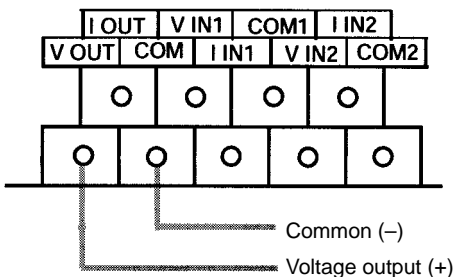 I OUT V IN1 COM1 I IN2
V OUT COM I IN1 V IN2 COM2
Common (–)
Voltage output (+)